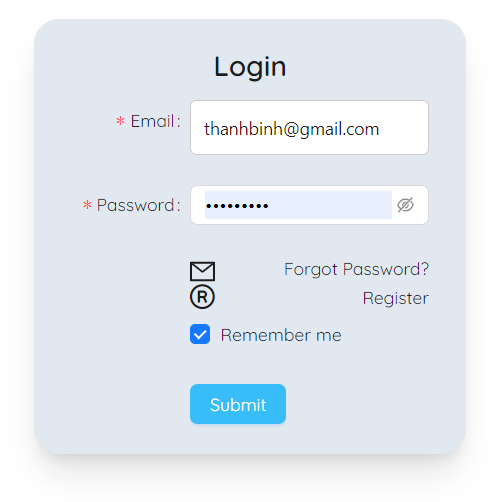 Login
* Email:
thanhbinh@gmail.com
* Password:
•••••••••
Forgot Password?
® Register
Remember me
Submit